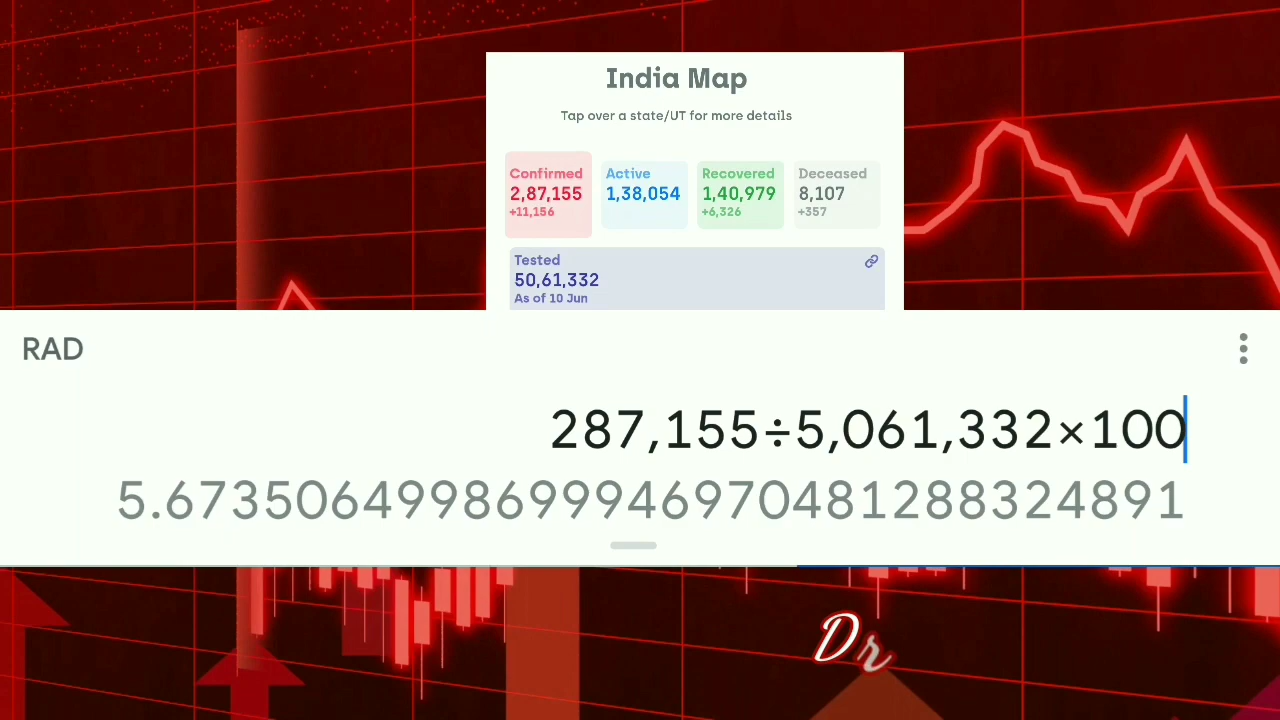 India Map
Tap over a state/UT for more details
Confirmed Active Recovered Deceased
2,87,155 1,38,054 1,40,979 8,107
+11,156 +6,326 +357
Tested
50,61,332
As of 10 Jun
RAD
287,155÷5,061,332×100
5.673506499869994697048128832​4891
Dr